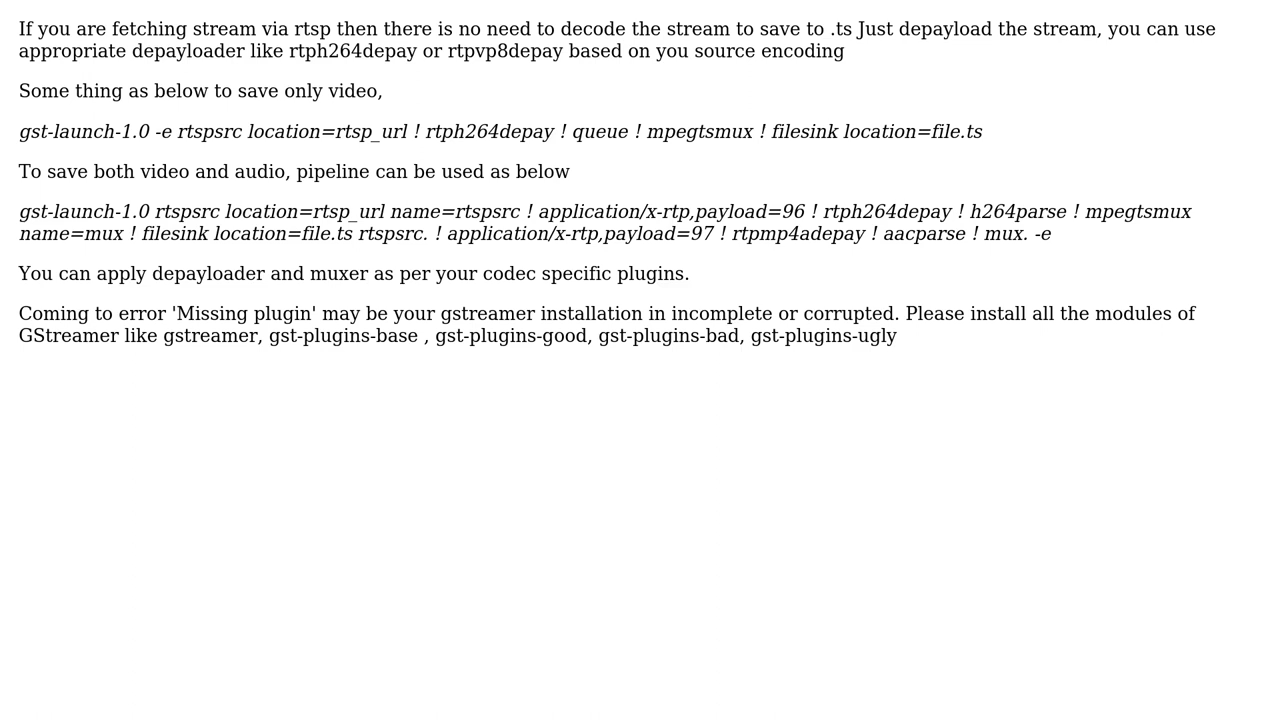 If you are fetching stream via rtsp then there is no need to decode the stream to save to .ts Just depayload the stream, you can use
appropriate depayloader like rtph264depay or rtpvp8depay based on you source encoding
Some thing as below to save only video,
gst-launch-1.0 -e rtspsrc location=rtsp_url ! rtph264depay ! queue ! mpegtsmux ! filesink location=file.ts
To save both video and audio, pipeline can be used as below
gst-launch-1.0 rtspsrc location=rtsp_url name=rtspsrc ! application/x-rtp,payload=96 ! rtph264depay ! h264parse ! mpegtsmux
name=mux ! filesink location=file.ts rtspsrc. ! application/x-rtp,payload=97 ! rtpmp4adepay ! aacparse ! mux. -e
You can apply depayloader and muxer as per your codec specific plugins.
Coming to error 'Missing plugin' may be your gstreamer installation in incomplete or corrupted. Please install all the modules of
GStreamer like gstreamer, gst-plugins-base , gst-plugins-good, gst-plugins-bad, gst-plugins-ugly